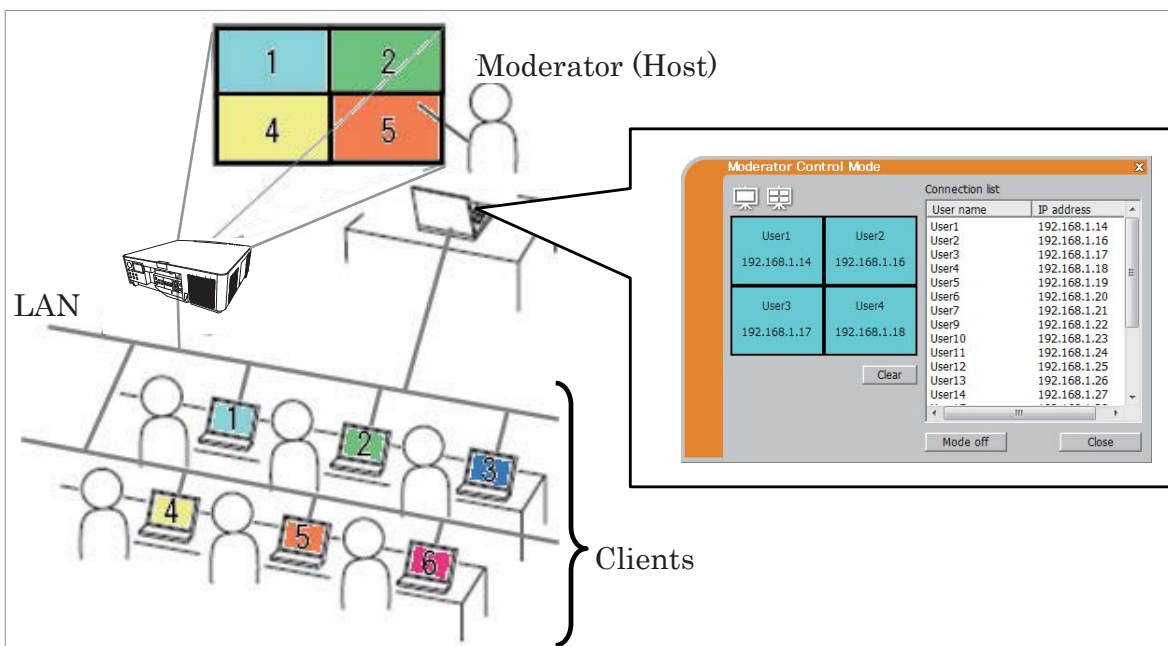 1
2
4
5
Moderator (Host)
LAN
1
2
3
4
5
6
Clients
Moderator Control Mode
x
User1
192.168.1.14
User2
192.168.1.16
User3
192.168.1.17
User4
192.168.1.18
Clear
Connection list
User name IP address
User1 192.168.1.14
User2 192.168.1.16
User3 192.168.1.17
User4 192.168.1.18
User5 192.168.1.19
User6 192.168.1.20
User7 192.168.1.21
User9 192.168.1.22
User10 192.168.1.23
User11 192.168.1.24
User12 192.168.1.25
User13 192.168.1.26
User14 192.168.1.27
Mode off
Close